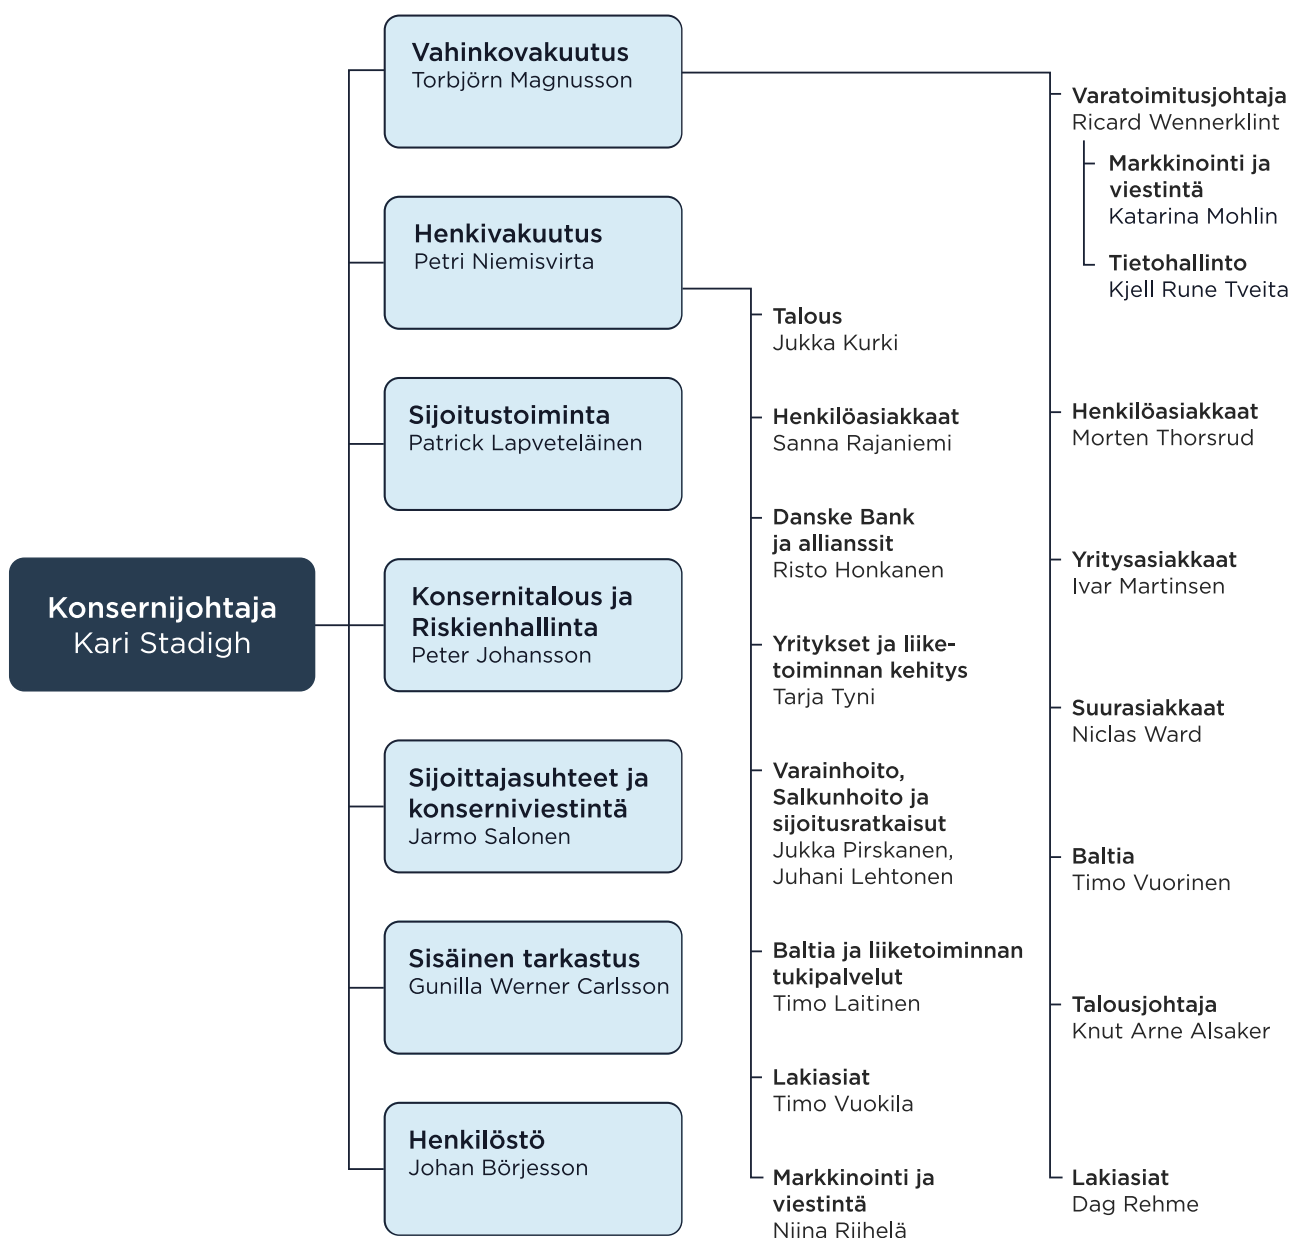 Konsernijohtaja
Kari Stadigh
Vahinkovakuutus
Torbjörn Magnusson
Henkivakuutus
Petri Niemisvirta
Sijoitustoiminta
Patrick Lapveteläinen
Konsernitalous ja
Riskienhallinta
Peter Johansson
Sijoittajasuhteet ja
konserniviestintä
Jarmo Salonen
Sisäinen tarkastus
Gunilla Werner Carlsson
Henkilöstö
Johan Börjesson
Talous
Jukka Kurki
Henkilöasiakkaat
Sanna Rajaniemi
Danske Bank
ja allianssit
Risto Honkanen
Yritykset ja liike-
toiminnan kehitys
Tarja Tyni
Varainhoito,
Salkunhoito ja
sijoitusratkaisut
Jukka Pirskanen,
Juhani Lehtonen
Baltia ja liiketoiminnan
tukipalvelut
Timo Laitinen
Lakiasiat
Timo Vuokila
Markkinointi ja
viestintä
Niina Riihelä
Varatoimitusjohtaja
Ricard Wennerklint
Markkinointi ja
viestintä
Katarina Mohlin
Tietohallinto
Kjell Rune Tveita
Henkilöasiakkaat
Morten Thorsrud
Yritysasiakkaat
Ivar Martinsen
Suurasiakkaat
Niclas Ward
Baltia
Timo Vuorinen
Talousjohtaja
Knut Arne Alsaker
Lakiasiat
Dag Rehme